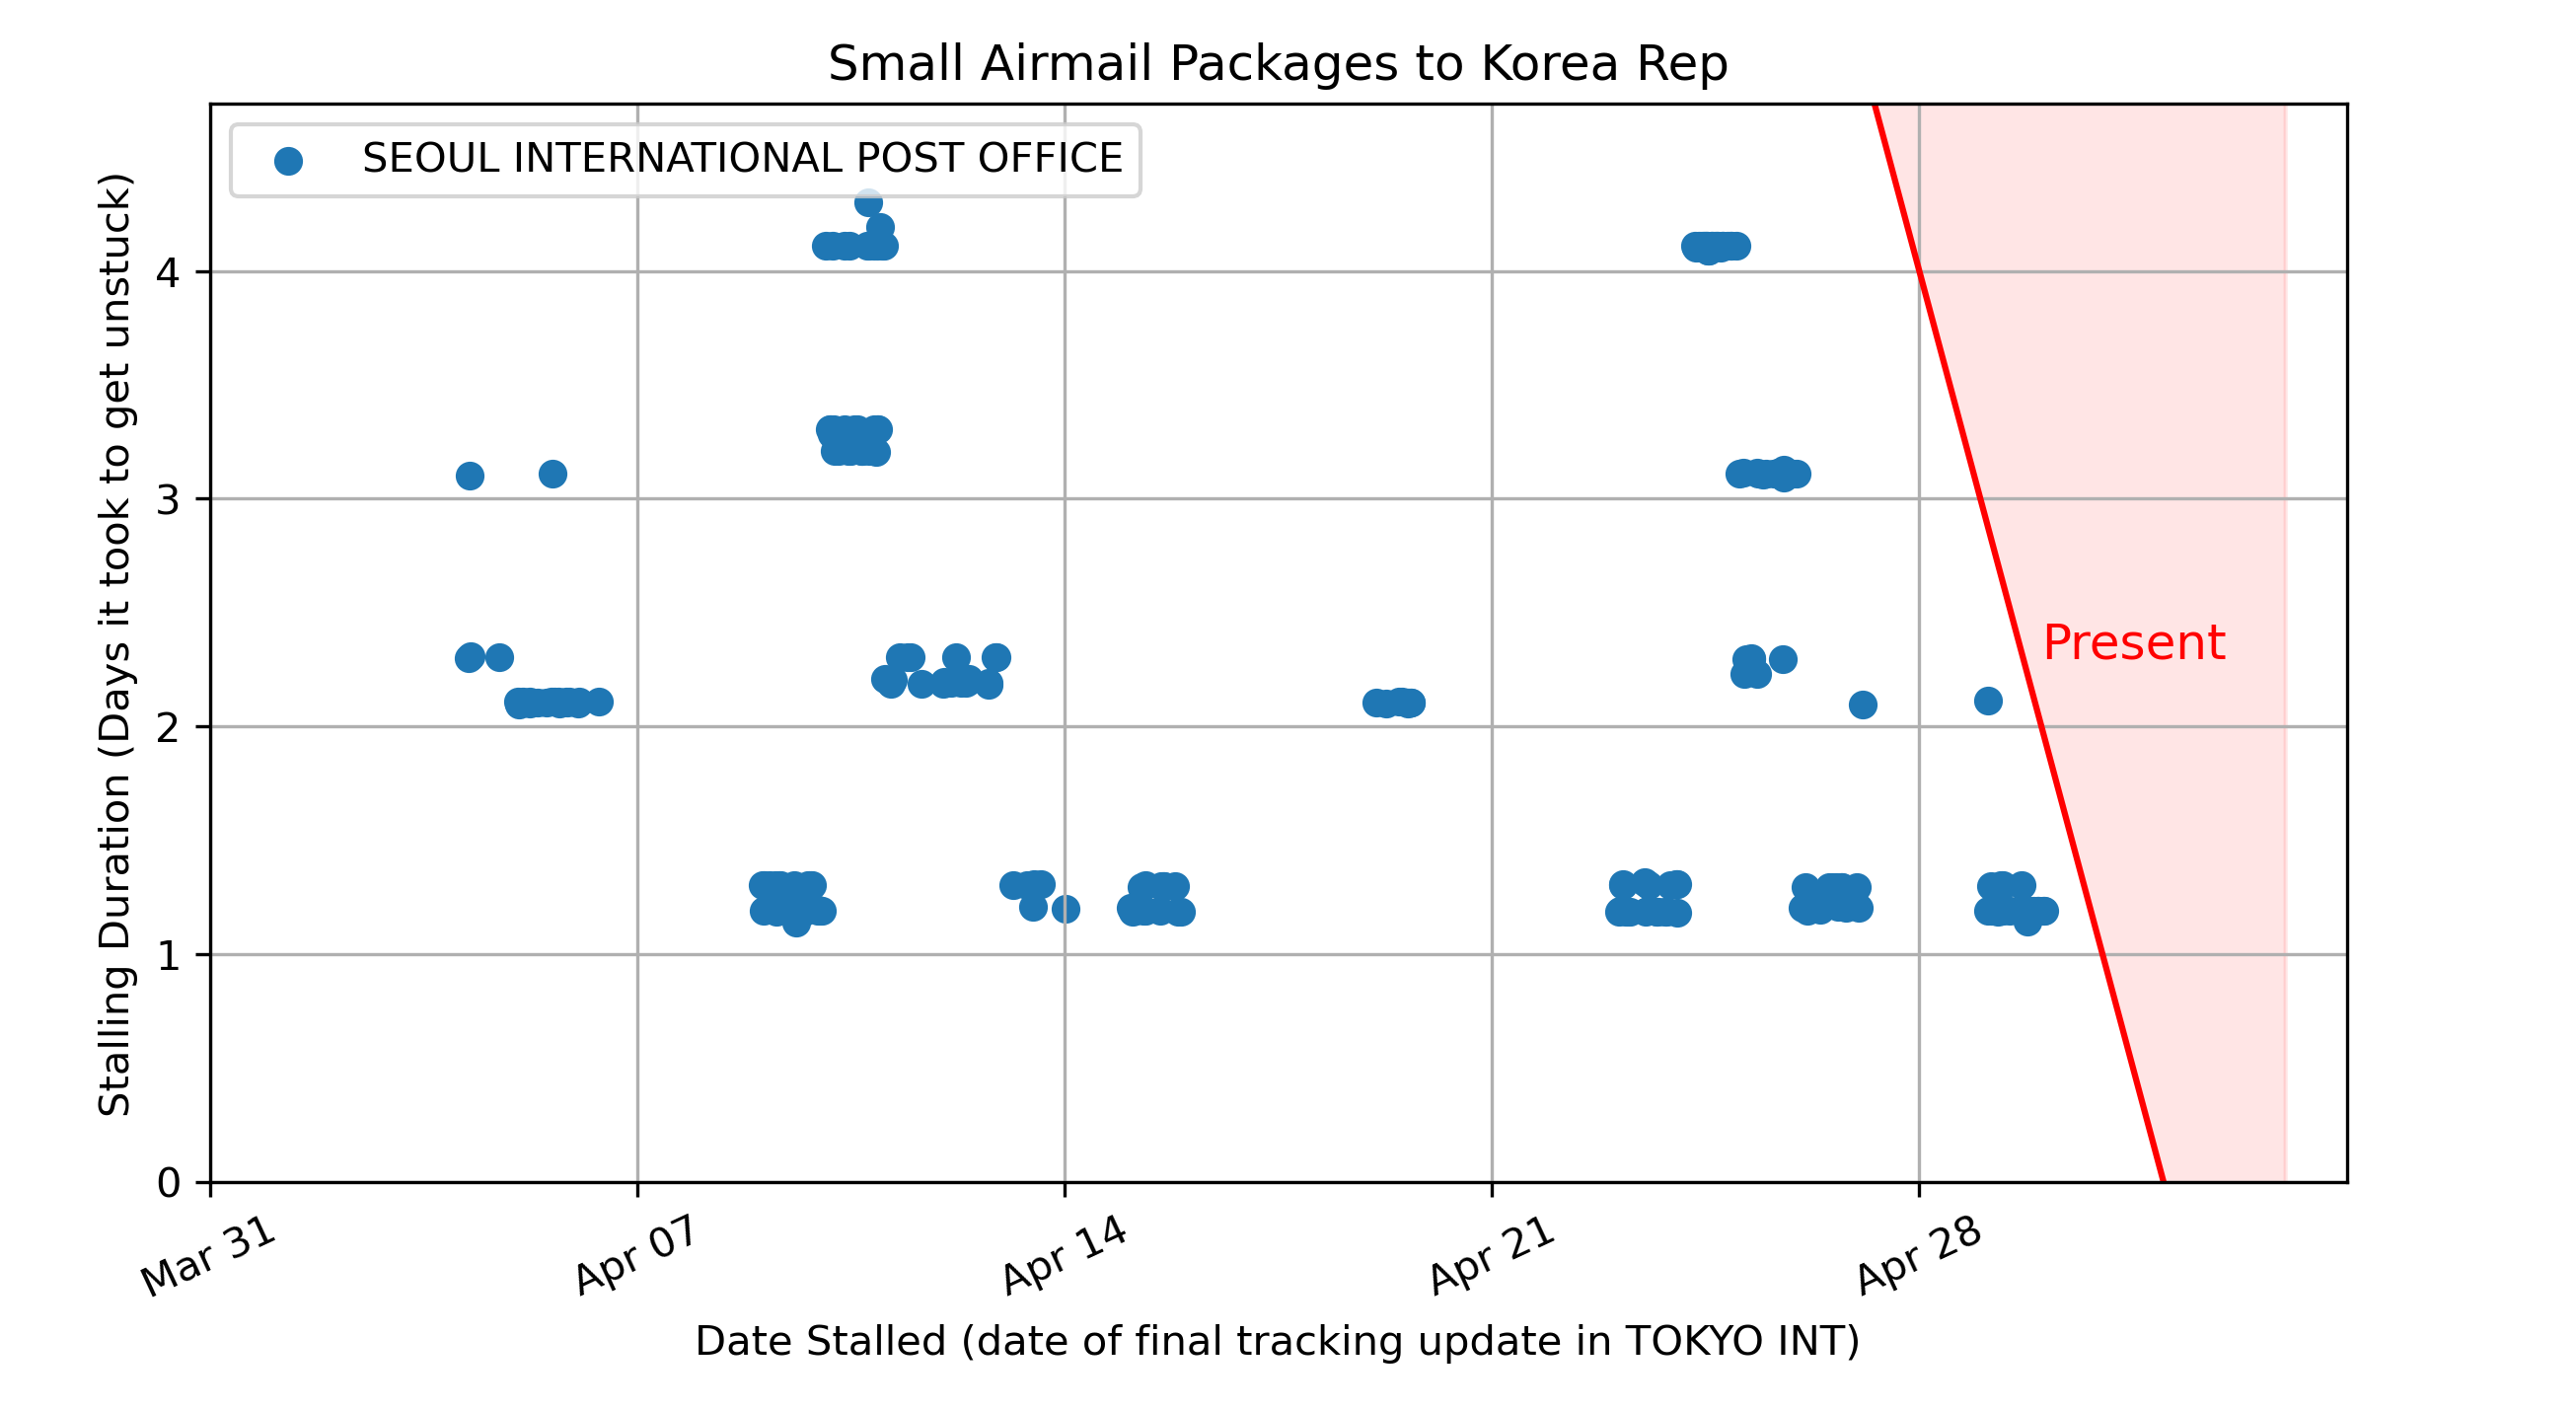 Small Airmail Packages to Korea Rep
SEOUL INTERNATIONAL POST OFFICE
Stalling Duration (Days it took to get unstuck)
4
3
2
1
0
Present
Mar 31
Apr 07
Apr 14
Apr 21
Apr 28
Date Stalled (date of final tracking update in TOKYO INT)